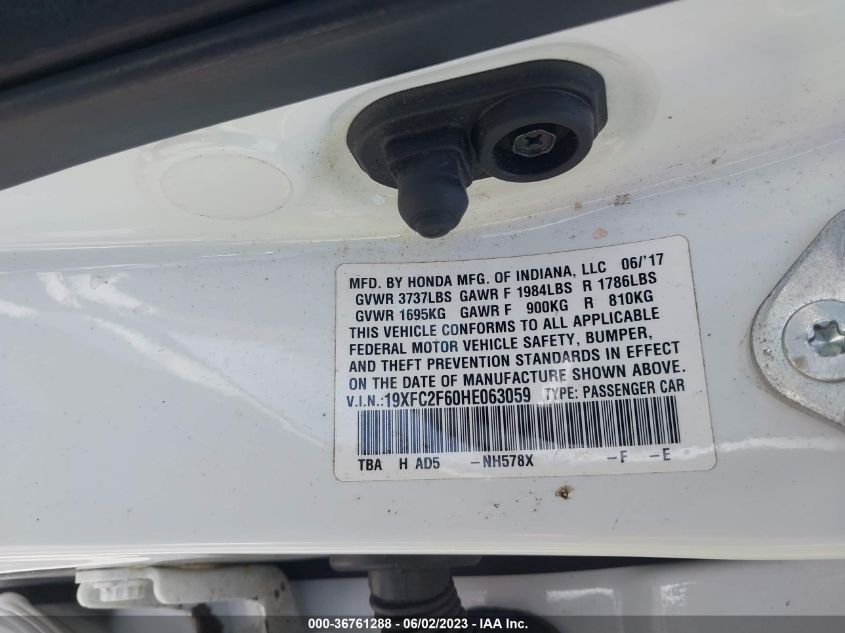 MFD. BY HONDA MFG. OF INDIANA, LLC 06/'17
GVWR 3737LBS GAWR F 1984LBS R 1786LBS
GVWR 1695KG GAWR F 900KG R 810KG
THIS VEHICLE CONFORMS TO ALL APPLICABLE
FEDERAL MOTOR VEHICLE SAFETY, BUMPER,
AND THEFT PREVENTION STANDARDS IN EFFECT
ON THE DATE OF MANUFACTURE SHOWN ABOVE.
V.I.N.:19XFC2F60HE063059 TYPE: PASSENGER CAR
TBA H AD5 -NH578X -F -E
000-36761288 - 06/02/2023 - IAA Inc.